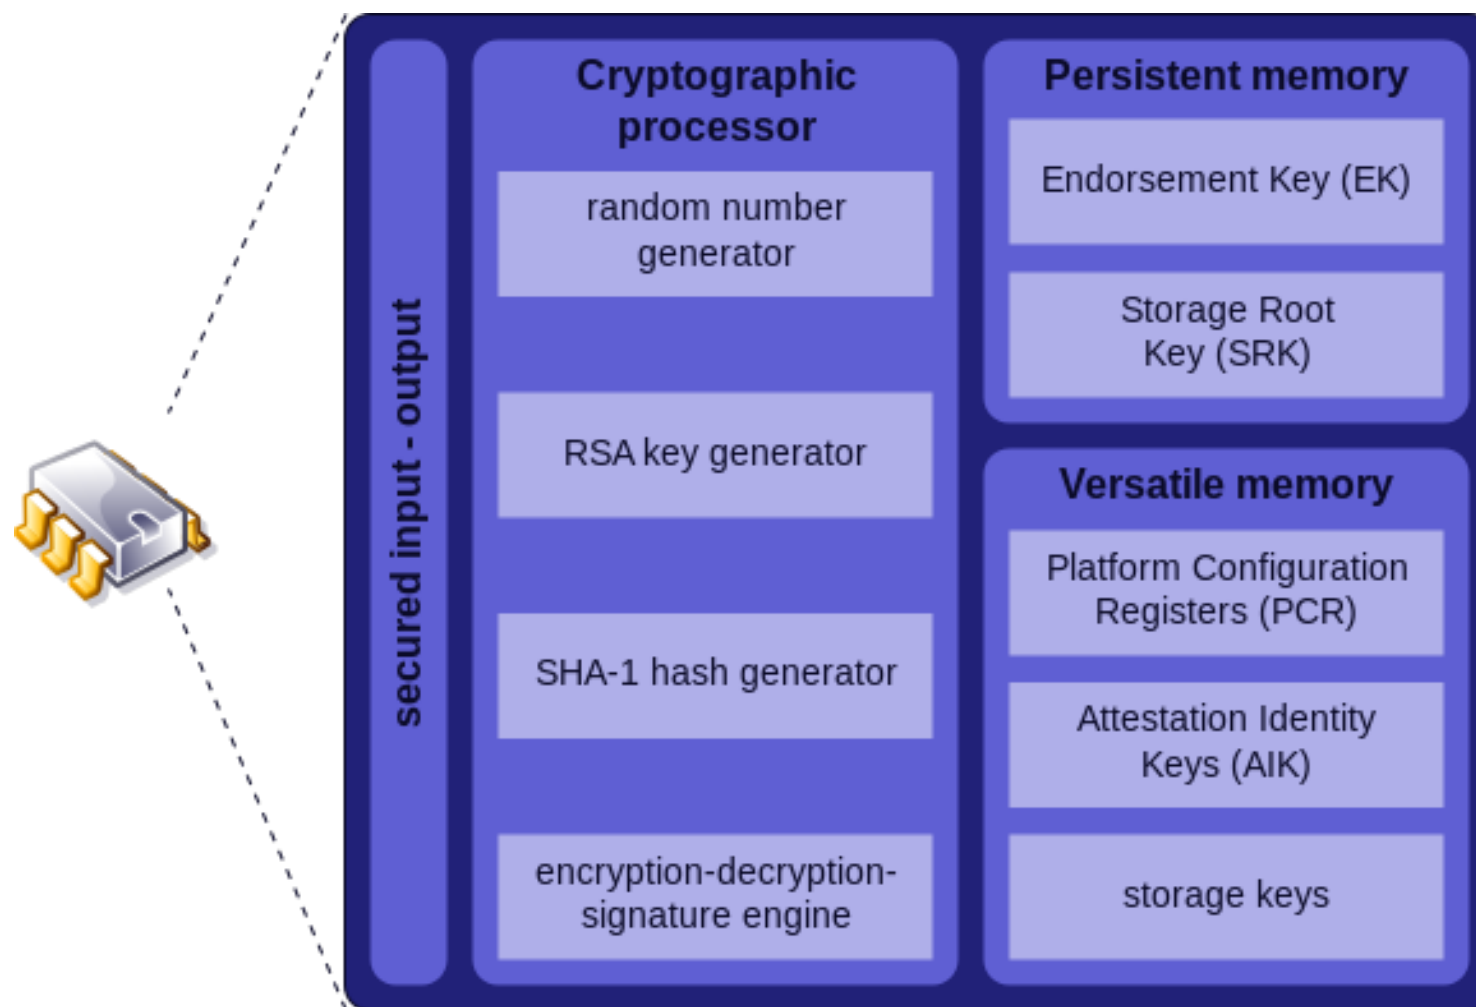 secured input - output
Cryptographic
processor
random number
generator
RSA key generator
SHA-1 hash generator
encryption-decryption-
signature engine
Persistent memory
Endorsement Key (EK)
Storage Root
Key (SRK)
Versatile memory
Platform Configuration
Registers (PCR)
Attestation Identity
Keys (AIK)
storage keys